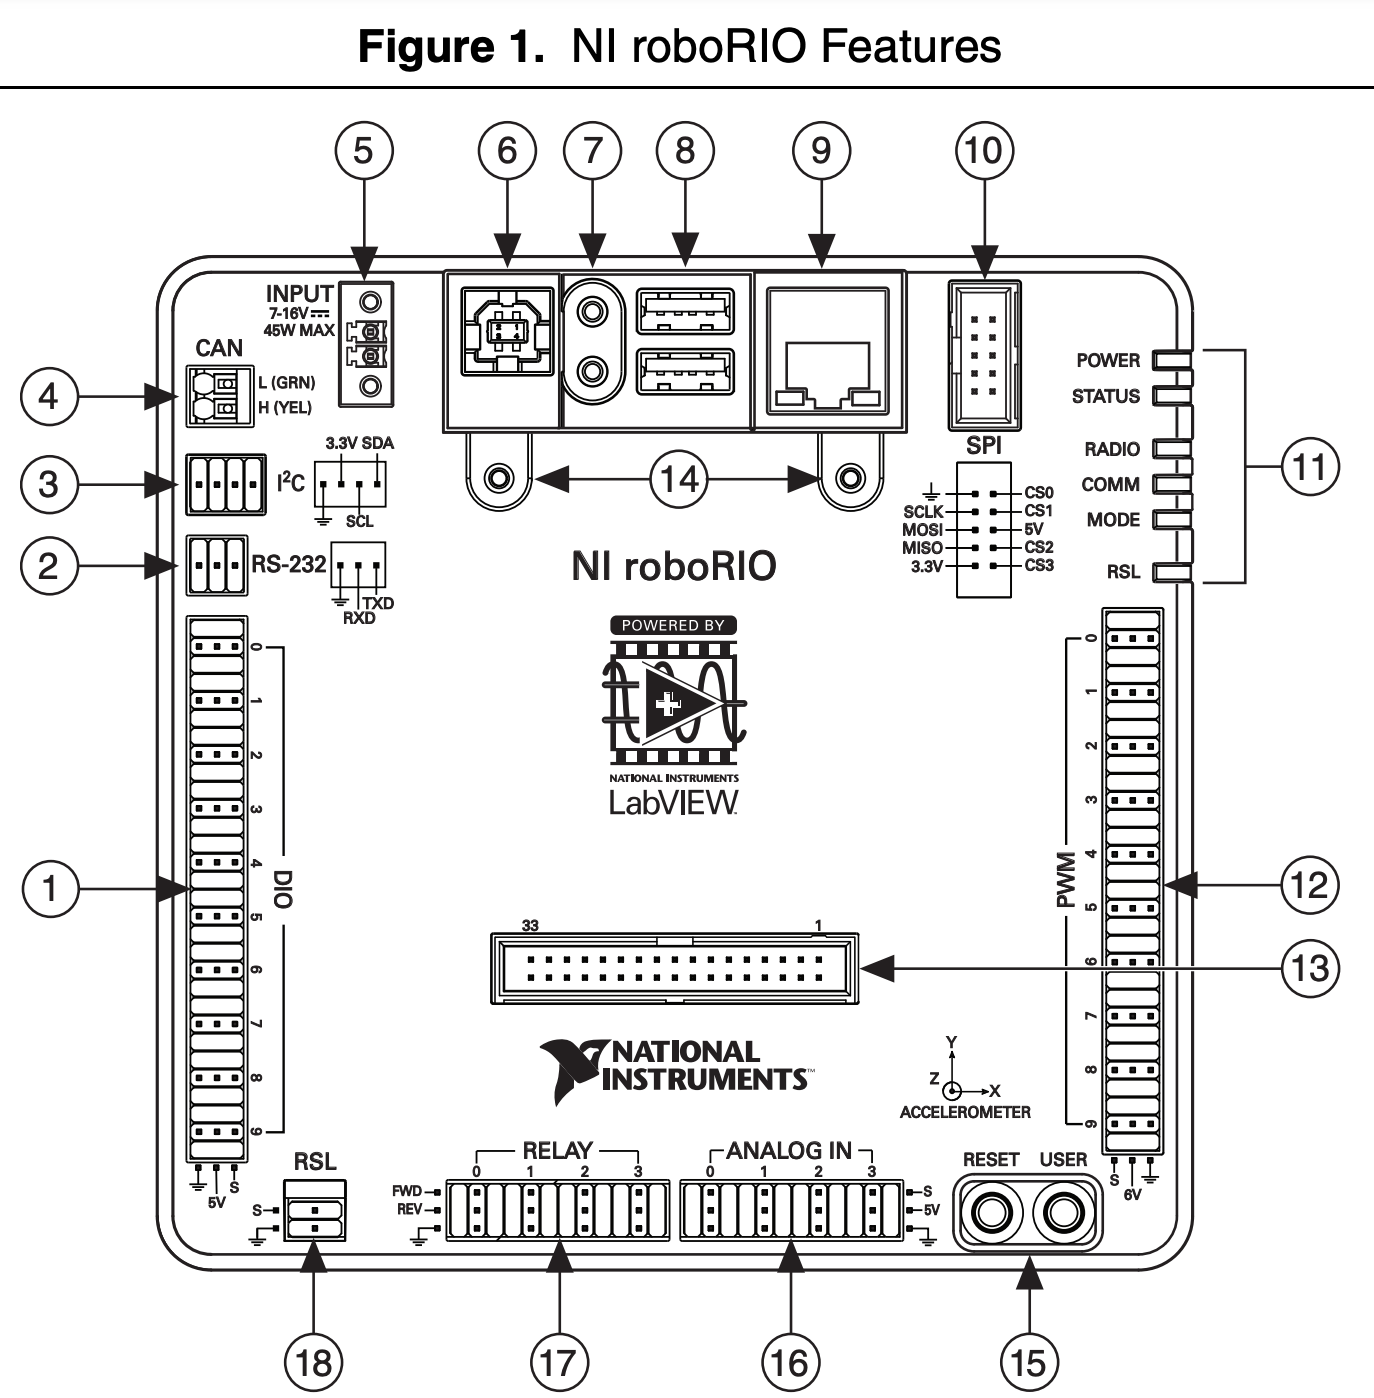 Figure 1. NI roboRIO Features
5
6
7
8
9
10
INPUT
7-16V
45W MAX
CAN
4
L (GRN)
H (YEL)
2 1
3 4
POWER
STATUS
RADIO
COMM
MODE
RSL
11
3
I²C
3.3V SDA
SCL
14
SPI
CS0
SCLK CS1
MOSI 5V
MISO CS2
3.3V CS3
2
RS-232
TXD
RXD
NI roboRIO
POWERED BY
NATIONAL INSTRUMENTS
LabVIEW
1
DIO
0
1
2
3
4
5
6
7
8
9
5V
S
PWM
0
1
2
3
4
5
6
7
8
9
S
6V
12
33 1
13
NATIONAL
INSTRUMENTS™
Y
Z X
ACCELEROMETER
RSL
S
RELAY
0 1 2 3
FWD
REV
ANALOG IN
0 1 2 3
S
5V
RESET USER
18
17
16
15